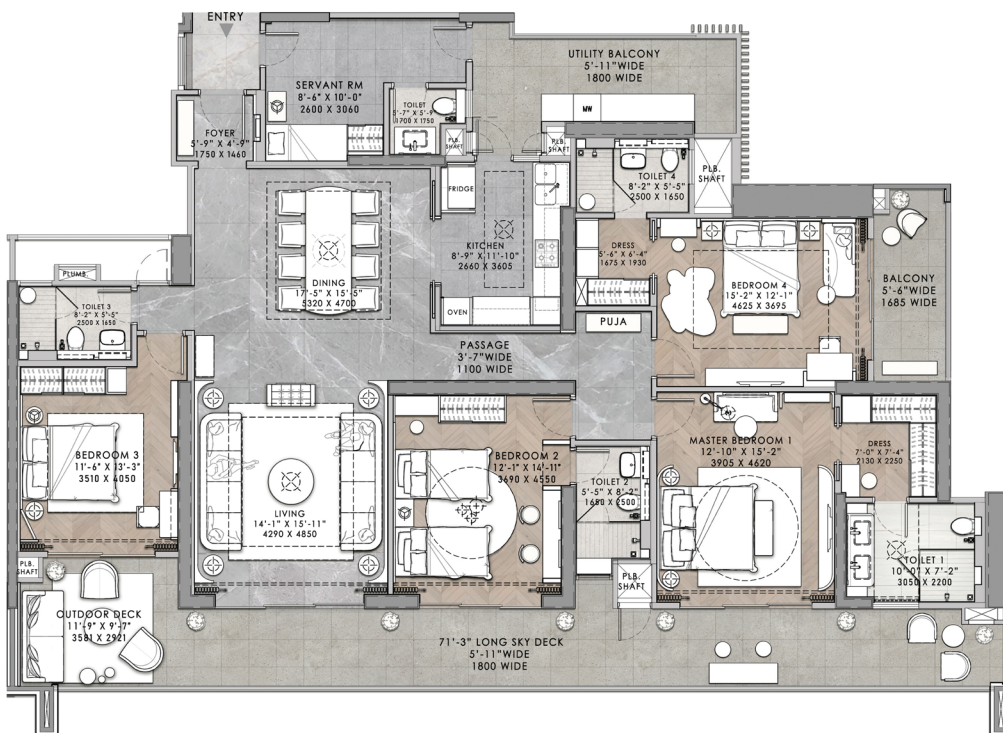 ENTRY
UTILITY BALCONY
5'-11"WIDE
1800 WIDE
SERVANT RM
8'-6" X 10'-0"
2600 X 3060
MW
TOILET
5'-7" X 5'-9"
1700 X 1750
FOYER
5'-9" X 4'-9"
1750 X 1460
PLB.
SHAFT
PLB.
SHAFT
PLB.
SHAFT
TOILET 4
8'-2" X 5'-5"
2500 X 1650
FRIDGE
KITCHEN
8'-9" X 11'-10"
2660 X 3605
DRESS
5'-6" X 6'-4"
1675 X 1930
DINING
17'-5" X 15'-5"
5320 X 4700
BEDROOM 4
15'-2" X 12'-1"
4625 X 3695
BALCONY
5'-6"WIDE
1685 WIDE
PLUMB.
TOILET 3
8'-2" X 5'-5"
2500 X 1650
OVEN
PUJA
PASSAGE
3'-7"WIDE
1100 WIDE
BEDROOM 3
11'-6" X 13'-3"
3510 X 4050
BEDROOM 2
12'-1" X 14'-11"
3690 X 4550
MASTER BEDROOM 1
12'-10" X 15'-2"
3905 X 4620
DRESS
7'-0" X 7'-4"
2130 X 2250
TOILET 2
5'-5" X 8'-2"
1650 X 2500
LIVING
14'-1" X 15'-11"
4290 X 4850
TOILET 1
10'-0" X 7'-2"
3050 X 2200
PLB.
SHAFT
PLB.
SHAFT
OUTDOOR DECK
11'-9" X 9'-7"
3581 X 2921
71'-3" LONG SKY DECK
5'-11"WIDE
1800 WIDE